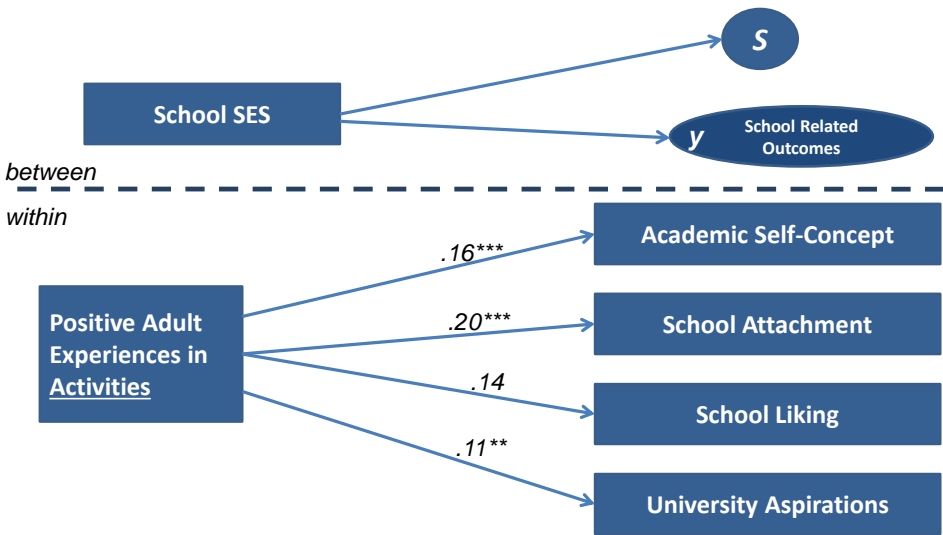 S
School SES
y
School Related
Outcomes
between
within
Academic Self-Concept
.16***
Positive Adult
Experiences in
Activities
.20***
School Attachment
.14
School Liking
.11**
University Aspirations